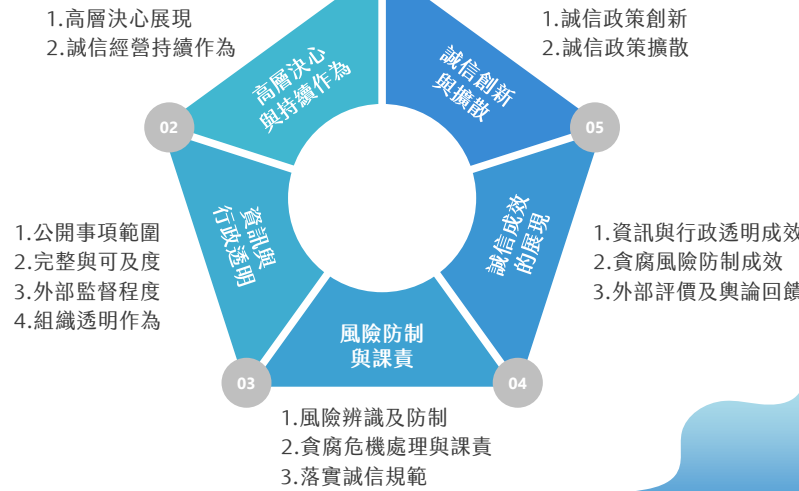 1.高層決心展現
2.誠信經營持續作為
高層決心
與持續作為
1.誠信政策創新
2.誠信政策擴散
誠信創新
與擴散
02
05
1.公開事項範圍
2.完整與可及度
3.外部監督程度
4.組織透明作為
資訊與
行政透明
誠信成效
的展現
1.資訊與行政透明成效
2.貪腐風險防制成效
3.外部評價及輿論回饋
風險防制
與課責
03
04
1.風險辨識及防制
2.貪腐危機處理與課責
3.落實誠信規範